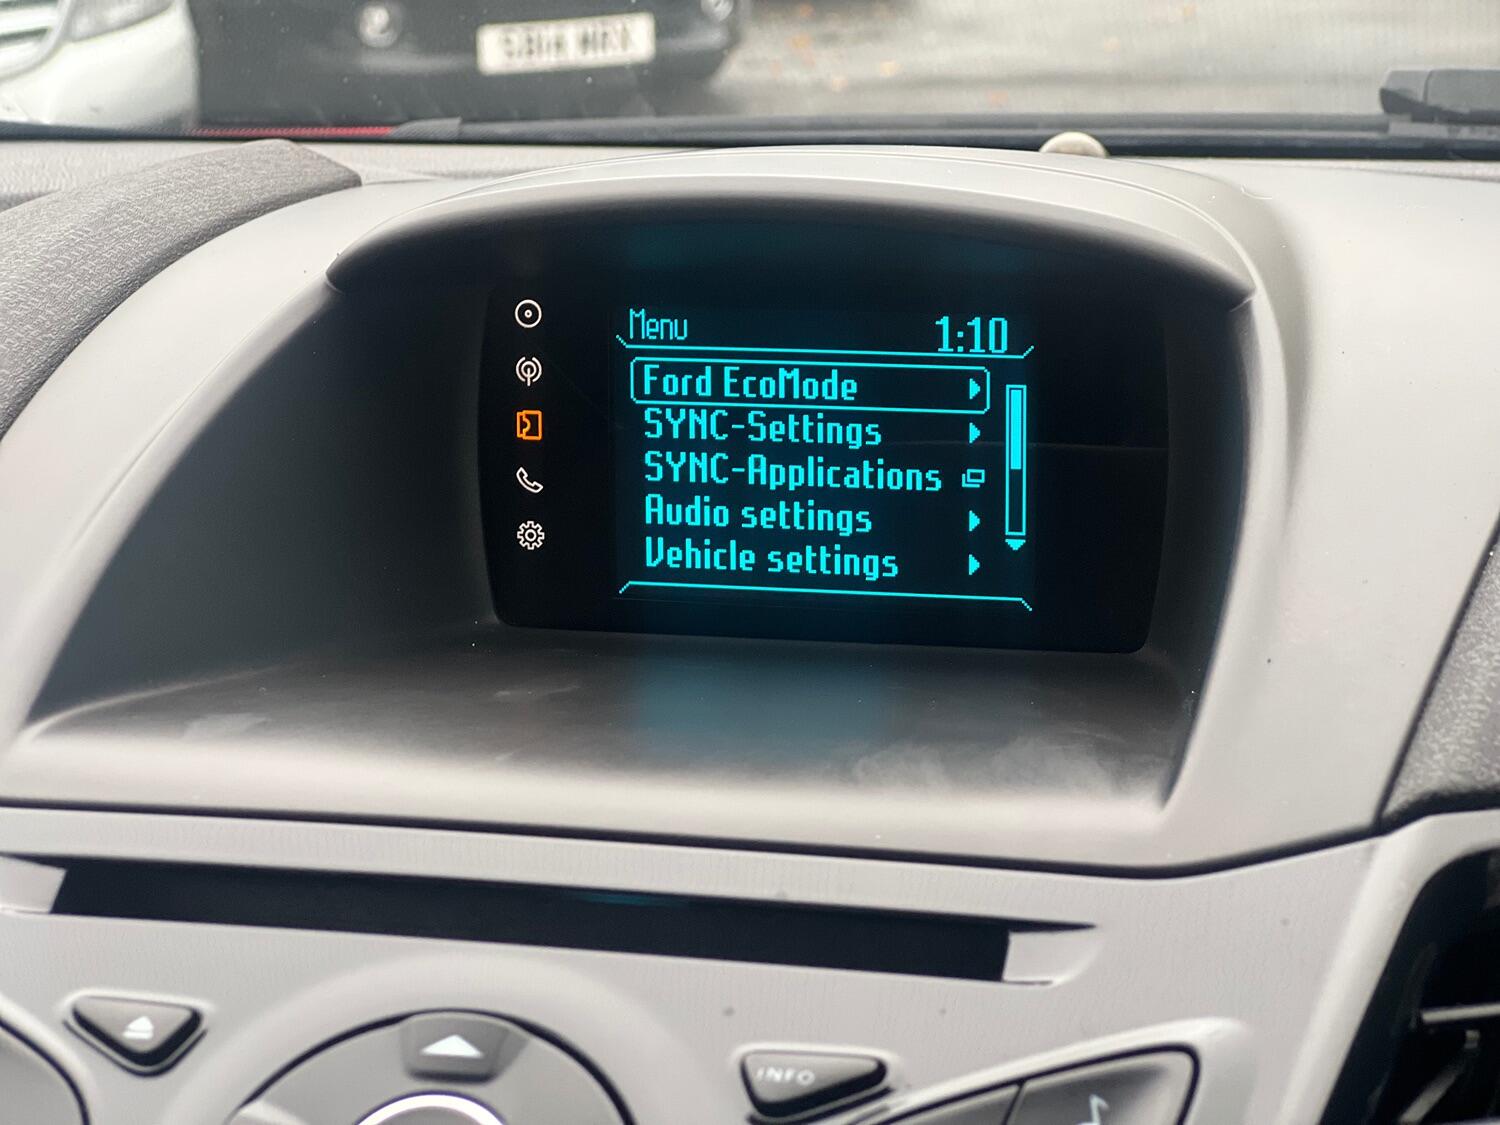 Menu 1:10
Ford EcoMode
SYNC-Settings
SYNC-Applications
Audio settings
Vehicle settings
INFO